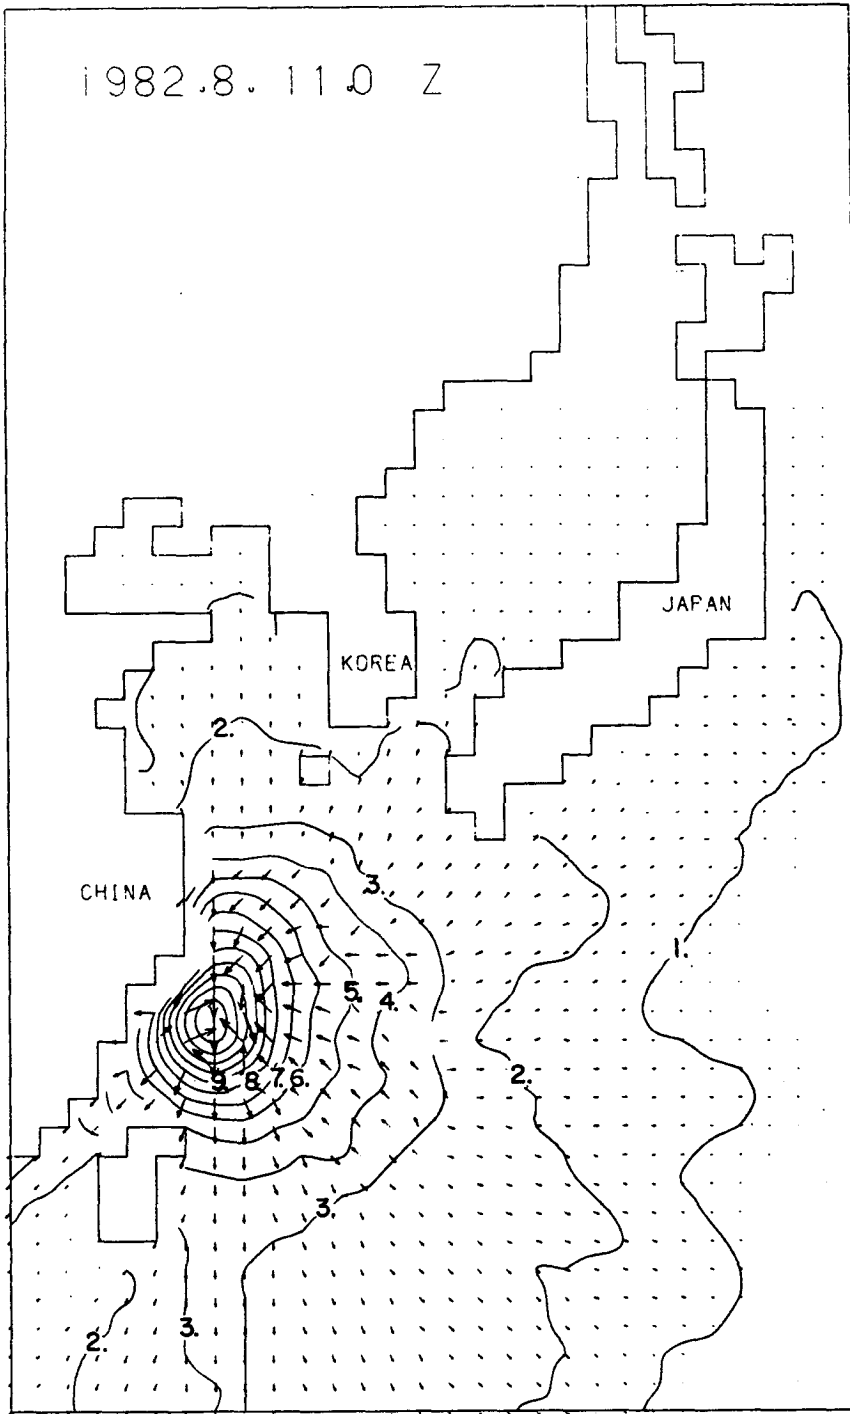 1982.8.11.0 Z
JAPAN
KOREA
2.
CHINA
3.
1.
5. 4.
2.
9. 8. 7. 6.
3.
3.
2.